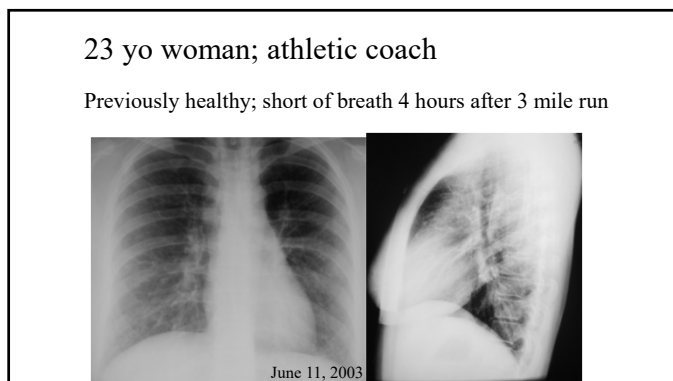 23 yo woman; athletic coach
Previously healthy; short of breath 4 hours after 3 mile run
June 11, 2003